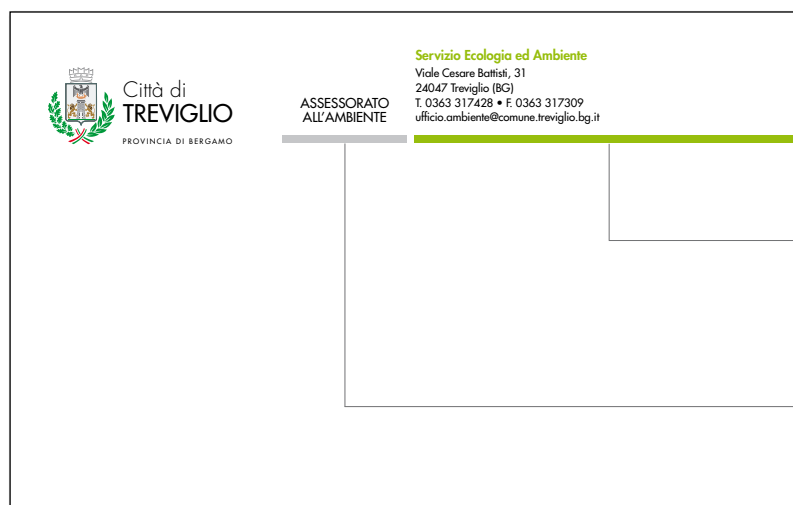 Città di
TREVIGLIO
PROVINCIA DI BERGAMO
ASSESSORATO
ALL'AMBIENTE
Servizio Ecologia ed Ambiente
Viale Cesare Battisti, 31
24047 Treviglio (BG)
T. 0363 317428 • F. 0363 317309
ufficio.ambiente@comune.treviglio.bg.it